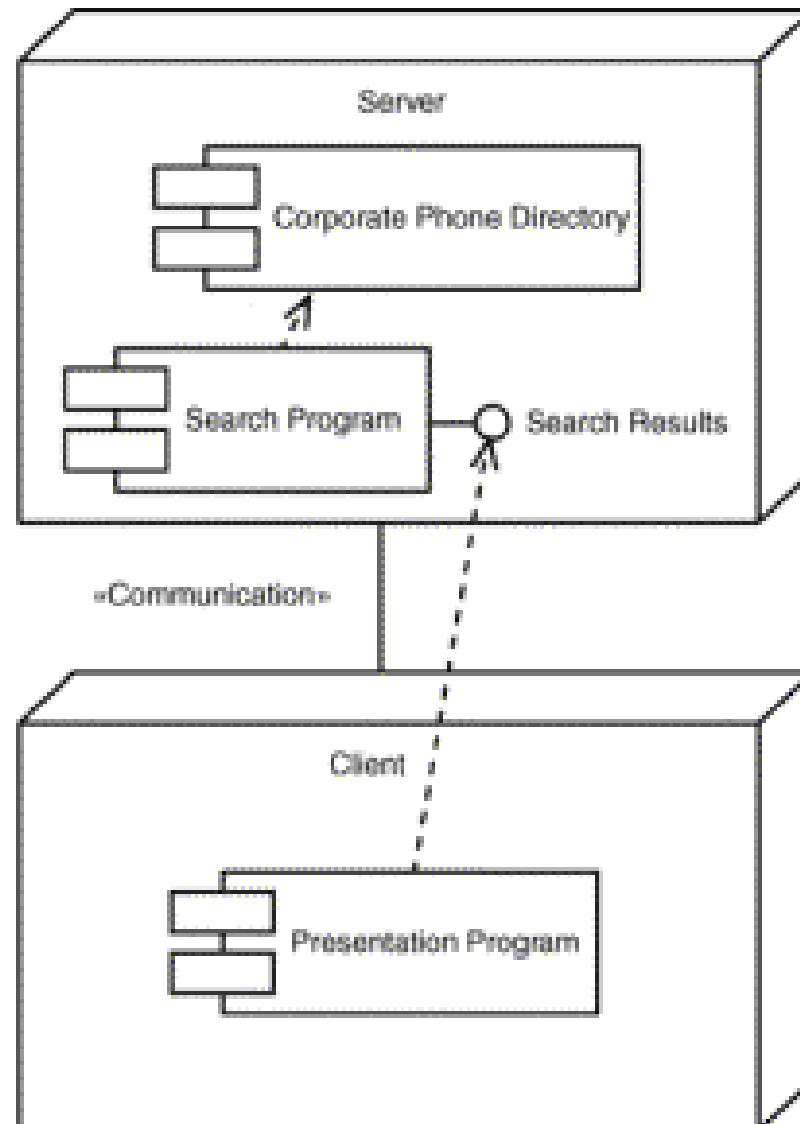 Server
Corporate Phone Directory
Search Program
Search Results
«Communication»
Client
Presentation Program